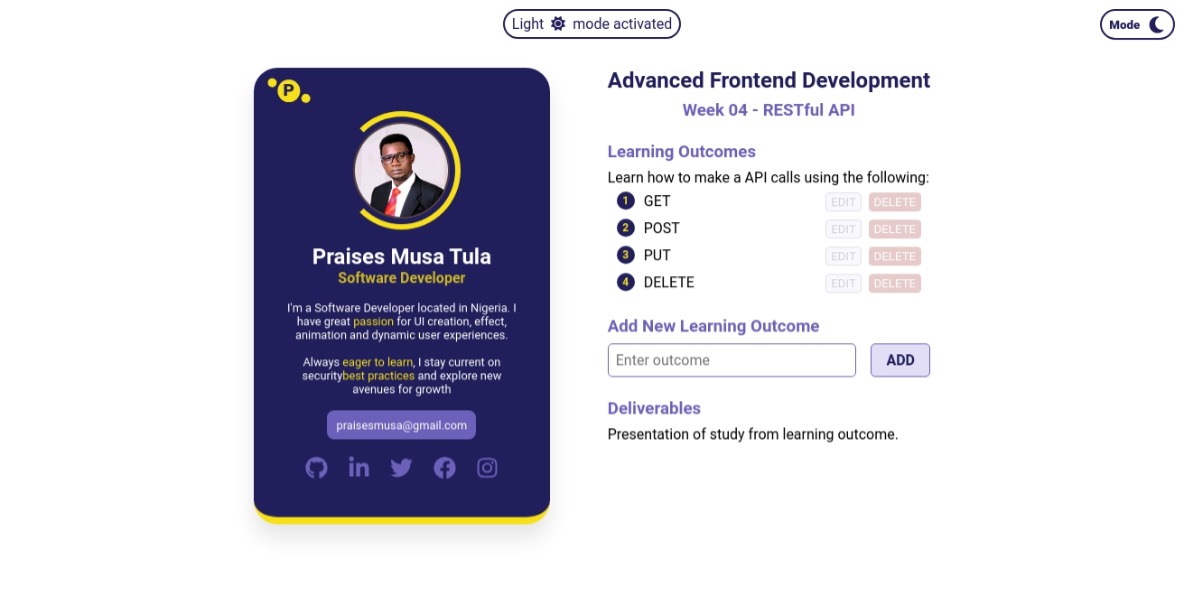 Light mode activated
Mode
P
Praises Musa Tula
Software Developer
I'm a Software Developer located in Nigeria. I
have great passion for UI creation, effect,
animation and dynamic user experiences.
Always eager to learn, I stay current on
securitybest practices and explore new
avenues for growth
praisesmusa@gmail.com
Advanced Frontend Development
Week 04 - RESTful API
Learning Outcomes
Learn how to make a API calls using the following:
1 GET EDIT DELETE
2 POST EDIT DELETE
3 PUT EDIT DELETE
4 DELETE EDIT DELETE
Add New Learning Outcome
Enter outcome ADD
Deliverables
Presentation of study from learning outcome.